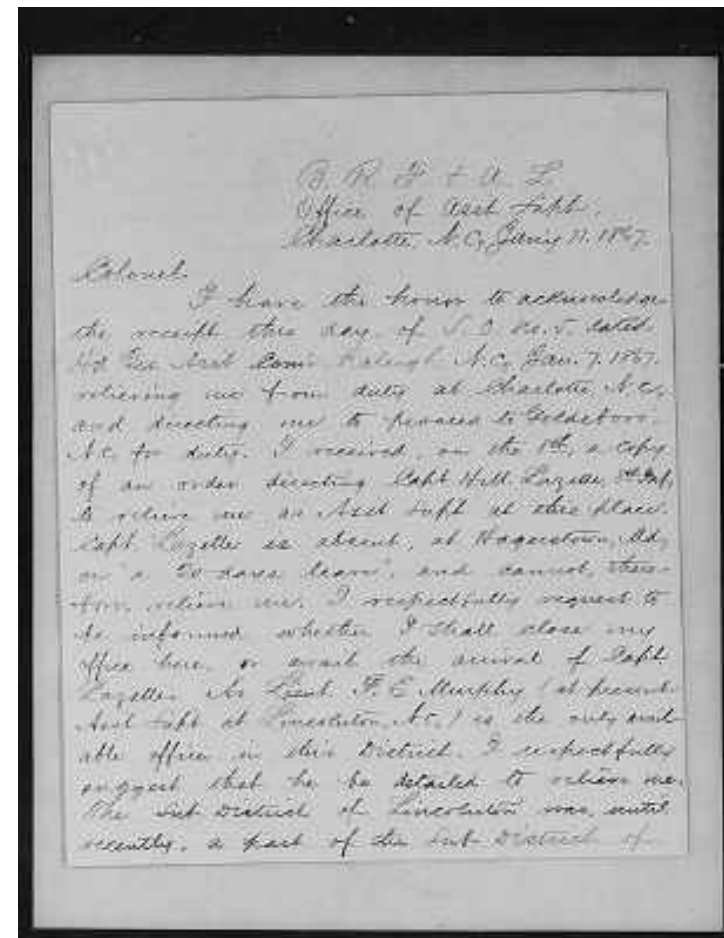 B. R. F. & A. L.
Office of Asst Supt.
Charlotte, N.C., Jan'y 11. 1867.
Colonel.
I have the honor to acknowledge
the receipt this day, of S. O. No. 5. dated
Hd Qrs Asst Com'r Raleigh N.C, Jan. 7. 1867.
relieving me from duty at Charlotte, N.C,
and directing me to proceed to Goldsboro
N.C. for duty. I received, on the 8th, a copy
of an order directing Capt H.M. Lazelle, 8th Inf,
to relieve me as Asst Supt at this place.
Capt. Lazelle is absent, at Hagerstown, Md,
on a "20 days leave", and cannot, there-
fore, relieve me. I respectfully request to
be informed whether I shall close my
office here, or await the arrival of Capt
Lazelle. As Lieut. F. E. Murphy (at present
Asst Supt at Lincolnton, N.C.) is the only avail-
able officer in this District. I respectfully
suggest that he be detailed to relieve me.
The Sub District of Lincolnton was, until
recently, a part of the Sub District of